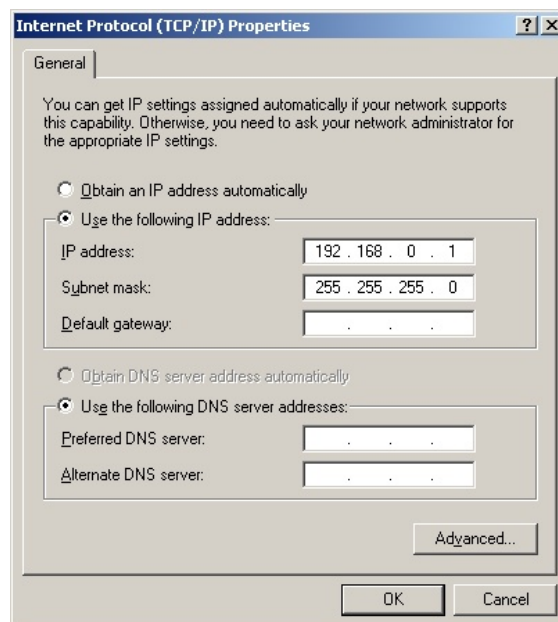 Internet Protocol (TCP/IP) Properties
General
You can get IP settings assigned automatically if your network supports
this capability. Otherwise, you need to ask your network administrator for
the appropriate IP settings.
Obtain an IP address automatically
Use the following IP address:
IP address: 192 . 168 . 0 . 1
Subnet mask: 255 . 255 . 255 . 0
Default gateway: . . .
Obtain DNS server address automatically
Use the following DNS server addresses:
Preferred DNS server: . . .
Alternate DNS server: . . .
Advanced...
OK Cancel